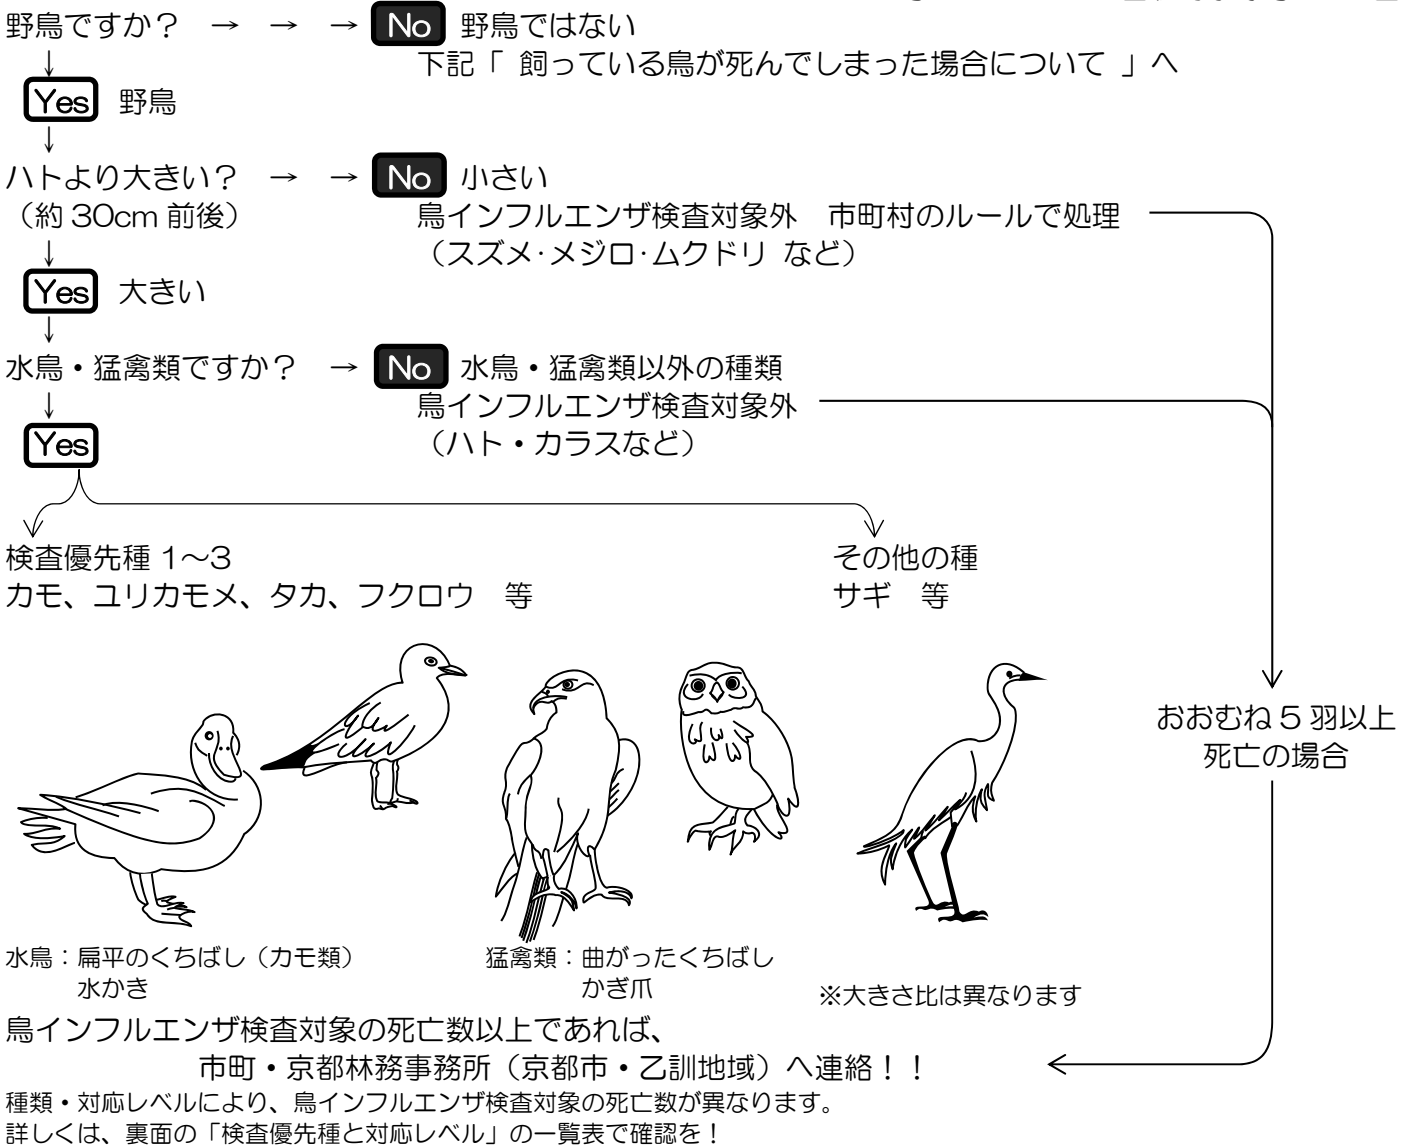 野鳥ですか？ → → → No 野鳥ではない
↓ 下記「 飼っている鳥が死んでしまった場合について 」へ
Yes 野鳥
↓
ハトより大きい？ → → No 小さい
（約 30cm 前後） 鳥インフルエンザ検査対象外 市町村のルールで処理
↓ （スズメ･メジロ･ムクドリ など）
Yes 大きい
↓
水鳥・猛禽類ですか？ → No 水鳥・猛禽類以外の種類
↓ 鳥インフルエンザ検査対象外
Yes （ハト・カラスなど）
検査優先種 1～3 その他の種
カモ、ユリカモメ、タカ、フクロウ 等 サギ 等
おおむね 5 羽以上
死亡の場合
水鳥：扁平のくちばし（カモ類） 猛禽類：曲がったくちばし
水かき かぎ爪
※大きさ比は異なります
鳥インフルエンザ検査対象の死亡数以上であれば、
市町・京都林務事務所（京都市・乙訓地域）へ連絡！！
種類・対応レベルにより、鳥インフルエンザ検査対象の死亡数が異なります。
詳しくは、裏面の「検査優先種と対応レベル」の一覧表で確認を！